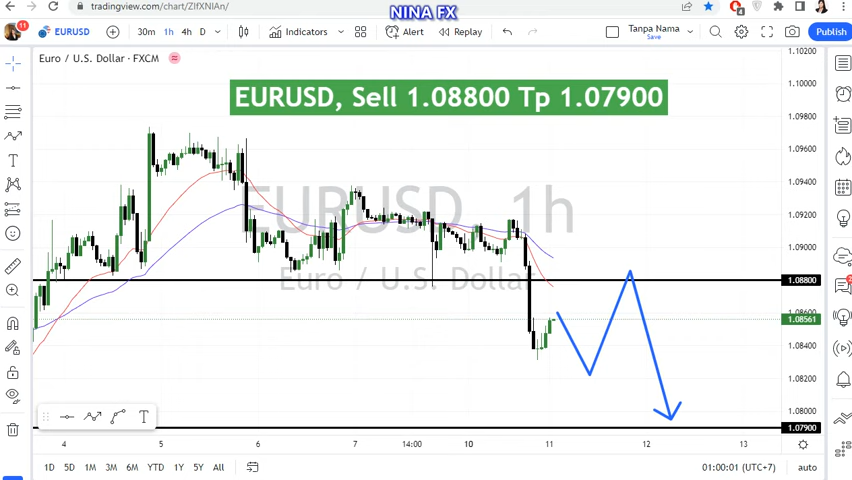 NINA FX
tradingview.com/chart/ZIfXNIAn/
11
EURUSD
30m 1h 4h D
Indicators
Alert
Replay
Tanpa Nama
Save
Publish
Euro / U.S. Dollar · FXCM
EURUSD, Sell 1.08800 Tp 1.07900
EURUSD, 1h
Euro / U.S. Dollar
1.10200
1.10000
1.09800
1.09600
1.09400
1.09200
1.09000
1.08800
1.08600
1.08561
1.08400
1.08200
1.08000
1.07900
4 5 6 7 14:00 10 11 12 13
1D 5D 1M 3M 6M YTD 1Y 5Y All
01:00:01 (UTC+7)
auto